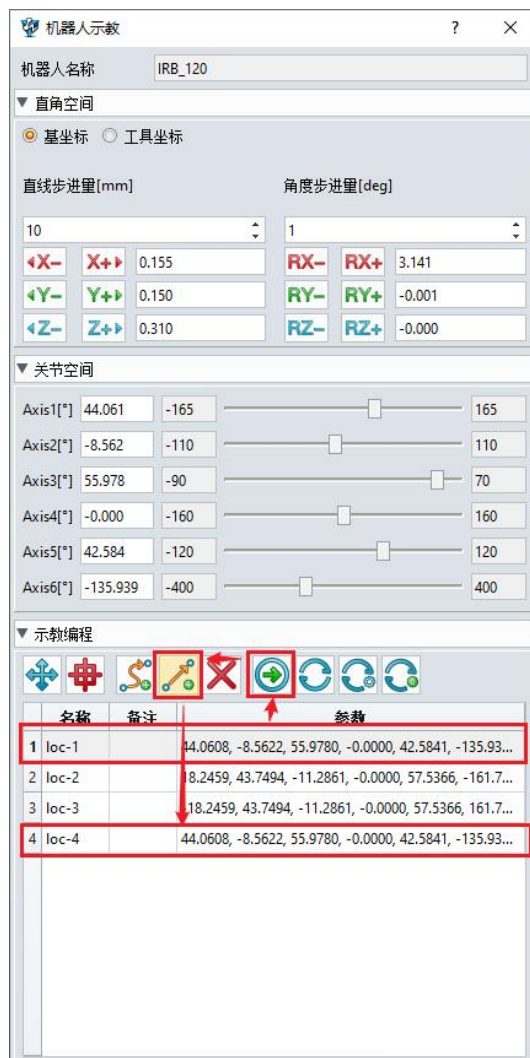 机器人示教 ? ×
机器人名称 IRB_120
直角空间
基坐标 工具坐标
直线步进量[mm] 角度步进量[deg]
10 1
X- X+ 0.155 RX- RX+ 3.141
Y- Y+ 0.150 RY- RY+ -0.001
Z- Z+ 0.310 RZ- RZ+ -0.000
关节空间
Axis1[°] 44.061 -165 165
Axis2[°] -8.562 -110 110
Axis3[°] 55.978 -90 70
Axis4[°] -0.000 -160 160
Axis5[°] 42.584 -120 120
Axis6[°] -135.939 -400 400
示教编程
名称 备注 参数
1 loc-1 44.0608, -8.5622, 55.9780, -0.0000, 42.5841, -135.93...
2 loc-2 18.2459, 43.7494, -11.2861, -0.0000, 57.5366, -161.7...
3 loc-3 18.2459, 43.7494, -11.2861, -0.0000, 57.5366, 161.7...
4 loc-4 44.0608, -8.5622, 55.9780, -0.0000, 42.5841, -135.93...